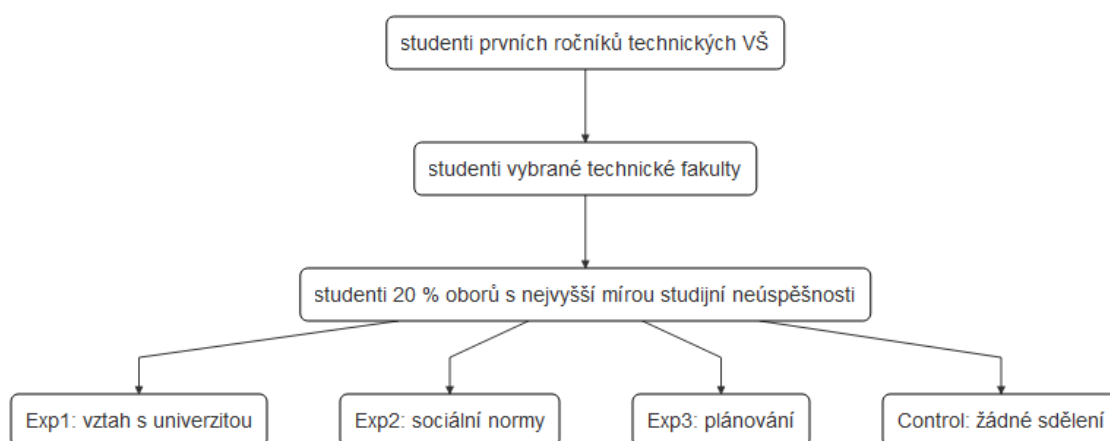 studenti prvních ročníků technických VŠ
studenti vybrané technické fakulty
studenti 20 % oborů s nejvyšší mírou studijní neúspěšnosti
Exp1: vztah s univerzitou
Exp2: sociální normy
Exp3: plánování
Control: žádné sdělení